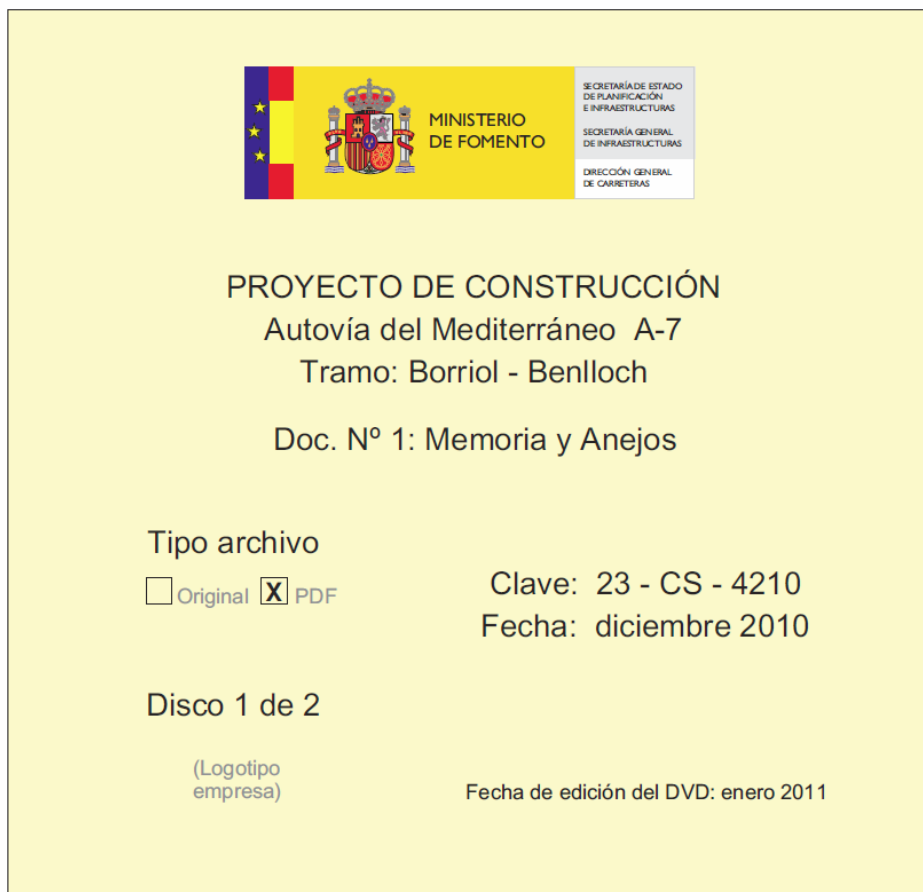 MINISTERIO
DE FOMENTO
SECRETARÍA DE ESTADO
DE PLANIFICACIÓN
E INFRAESTRUCTURAS
SECRETARÍA GENERAL
DE INFRAESTRUCTURAS
DIRECCIÓN GENERAL
DE CARRETERAS
PROYECTO DE CONSTRUCCIÓN
Autovía del Mediterráneo A-7
Tramo: Borriol - Benlloch
Doc. Nº 1: Memoria y Anejos
Tipo archivo
Original X PDF
Clave: 23 - CS - 4210
Fecha: diciembre 2010
Disco 1 de 2
(Logotipo
empresa)
Fecha de edición del DVD: enero 2011